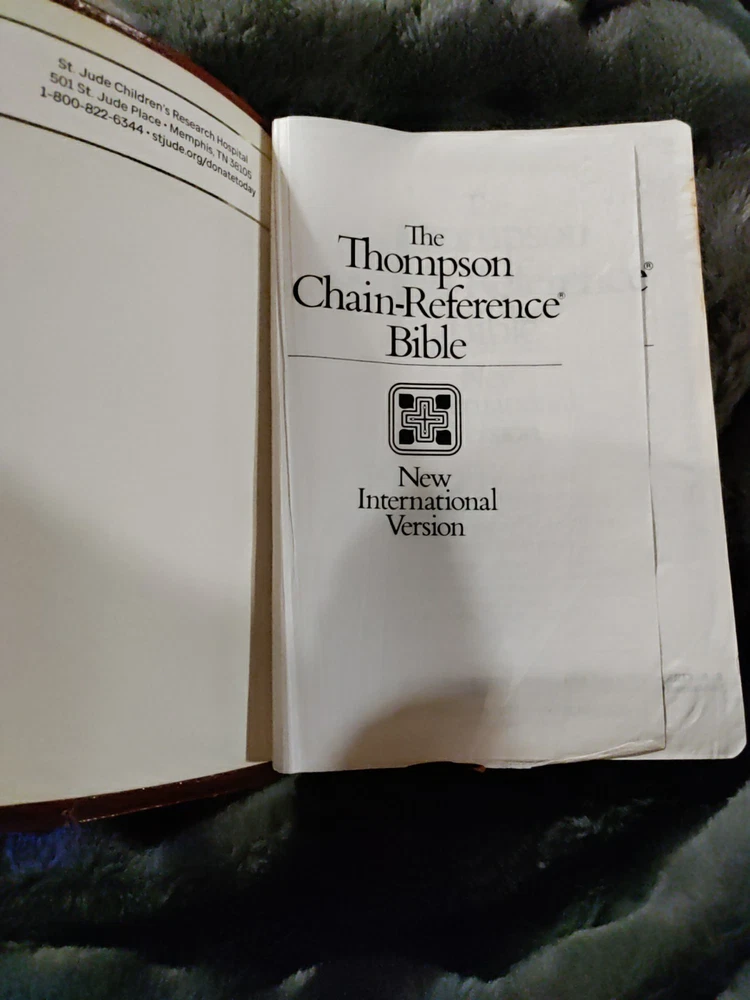 St. Jude Children's Research Hospital
501 St. Jude Place • Memphis, TN 38105
1-800-822-6344 • stjude.org/donatetoday
The
Thompson
Chain-Reference®
Bible
New
International
Version
e®